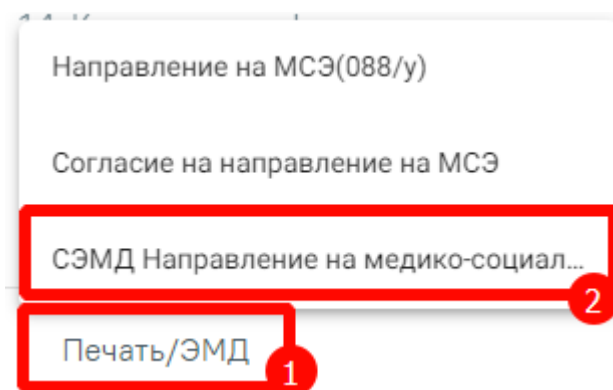 Направление на МСЭ(088/у)
Согласие на направление на МСЭ
СЭМД Направление на медико-социал...
2
Печать/ЭМД
1